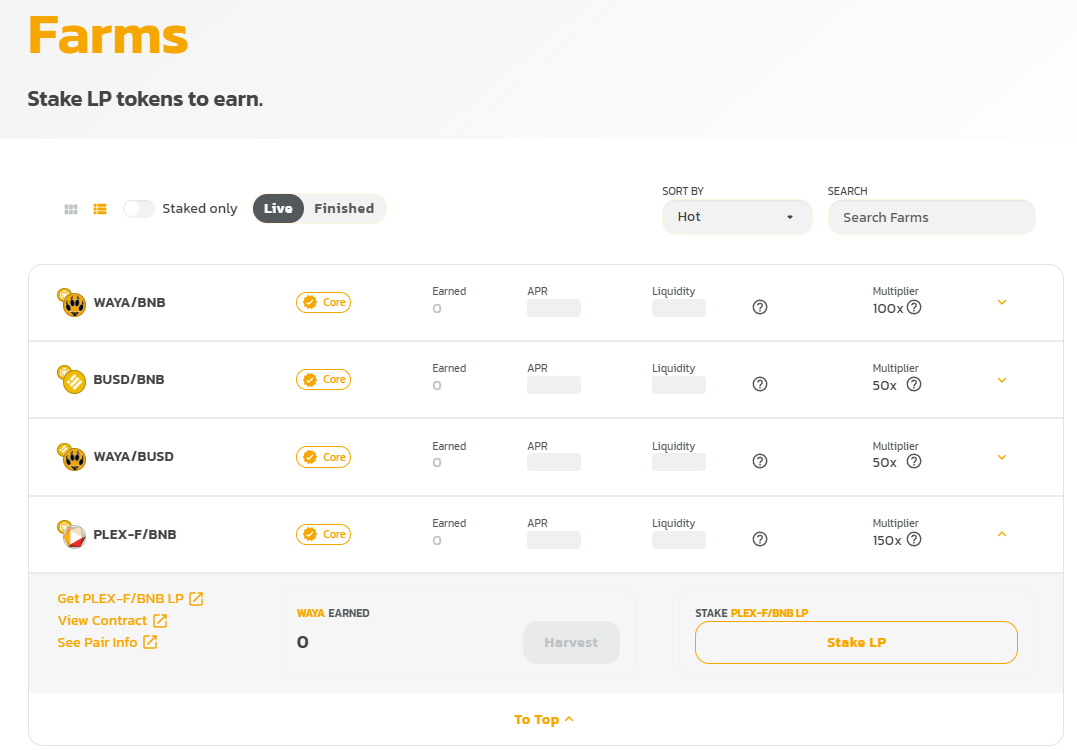 Farms
Stake LP tokens to earn.
SORT BY
SEARCH
Staked only
Live
Finished
Hot
Search Farms
WAYA/BNB
Core
Earned
0
APR
Liquidity
Multiplier
100x
BUSD/BNB
Core
Earned
0
APR
Liquidity
Multiplier
50x
WAYA/BUSD
Core
Earned
0
APR
Liquidity
Multiplier
50x
PLEX-F/BNB
Core
Earned
0
APR
Liquidity
Multiplier
150x
Get PLEX-F/BNB LP
View Contract
See Pair Info
WAYA EARNED
0
Harvest
STAKE PLEX-F/BNB LP
Stake LP
To Top